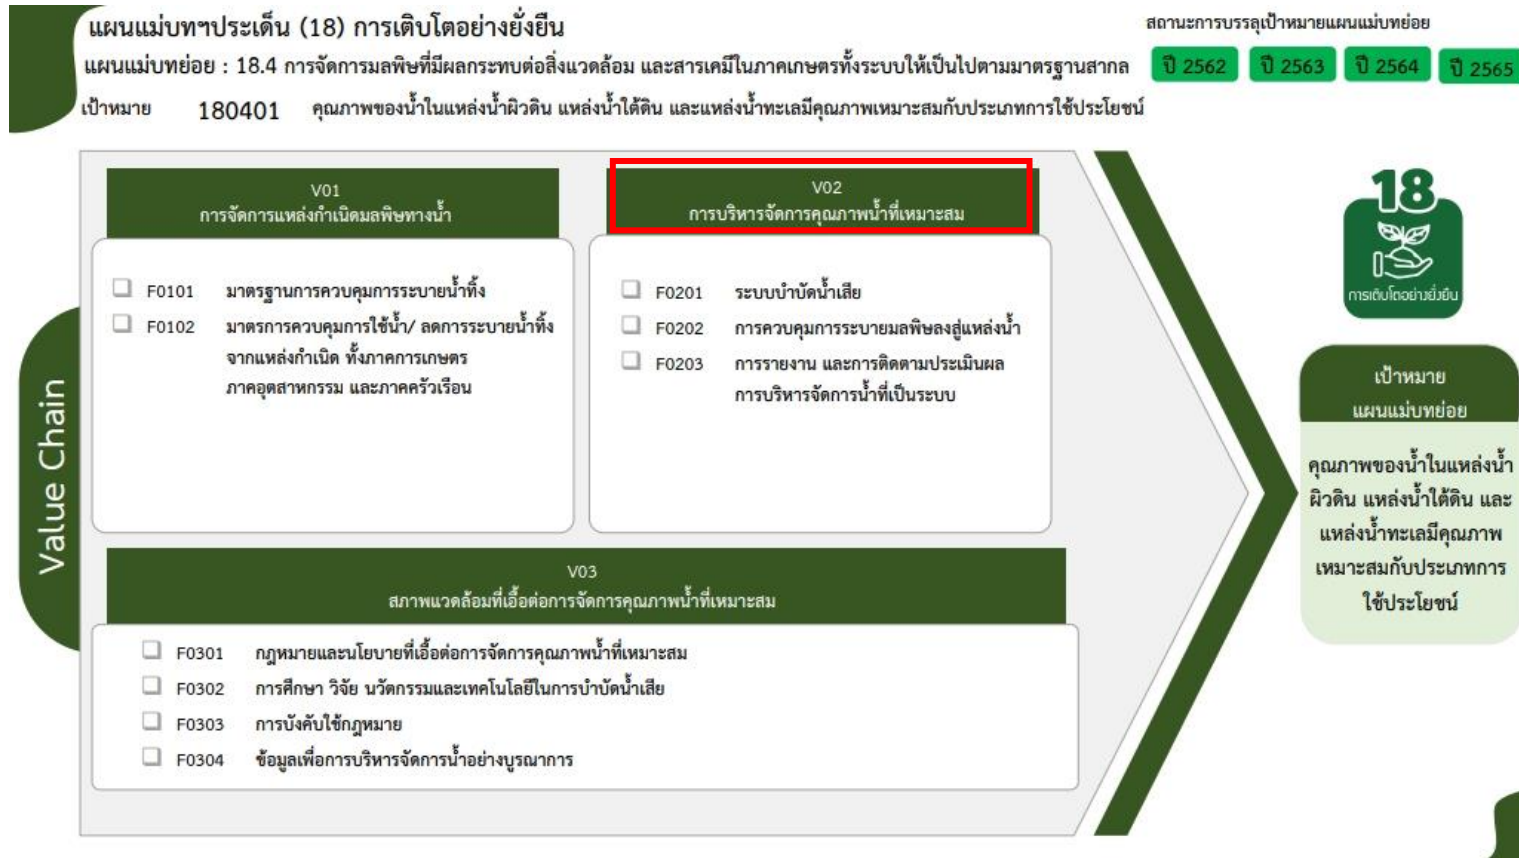 แผนแม่บทฯประเด็น (18) การเติบโตอย่างยั่งยืน
สถานะการบรรลุเป้าหมายแผนแม่บทย่อย
แผนแม่บทย่อย : 18.4 การจัดการมลพิษที่มีผลกระทบต่อสิ่งแวดล้อม และสารเคมีในภาคเกษตรทั้งระบบให้เป็นไปตามมาตรฐานสากล
ปี 2562 ปี 2563 ปี 2564 ปี 2565
เป้าหมาย 180401 คุณภาพของน้ำในแหล่งน้ำผิวดิน แหล่งน้ำใต้ดิน และแหล่งน้ำทะเลมีคุณภาพเหมาะสมกับประเภทการใช้ประโยชน์
Value Chain
V01
การจัดการแหล่งกำเนิดมลพิษทางน้ำ
F0101 มาตรฐานการควบคุมการระบายน้ำทิ้ง
F0102 มาตรการควบคุมการใช้น้ำ/ ลดการระบายน้ำทิ้ง
จากแหล่งกำเนิด ทั้งภาคการเกษตร
ภาคอุตสาหกรรม และภาคครัวเรือน
V02
การบริหารจัดการคุณภาพน้ำที่เหมาะสม
F0201 ระบบบำบัดน้ำเสีย
F0202 การควบคุมการระบายมลพิษลงสู่แหล่งน้ำ
F0203 การรายงาน และการติดตามประเมินผล
การบริหารจัดการน้ำที่เป็นระบบ
V03
สภาพแวดล้อมที่เอื้อต่อการจัดการคุณภาพน้ำที่เหมาะสม
F0301 กฎหมายและนโยบายที่เอื้อต่อการจัดการคุณภาพน้ำที่เหมาะสม
F0302 การศึกษา วิจัย นวัตกรรมและเทคโนโลยีในการบำบัดน้ำเสีย
F0303 การบังคับใช้กฎหมาย
F0304 ข้อมูลเพื่อการบริหารจัดการน้ำอย่างบูรณาการ
18
การเติบโตอย่างยั่งยืน
เป้าหมาย
แผนแม่บทย่อย
คุณภาพของน้ำในแหล่งน้ำ
ผิวดิน แหล่งน้ำใต้ดิน และ
แหล่งน้ำทะเลมีคุณภาพ
เหมาะสมกับประเภทการ
ใช้ประโยชน์